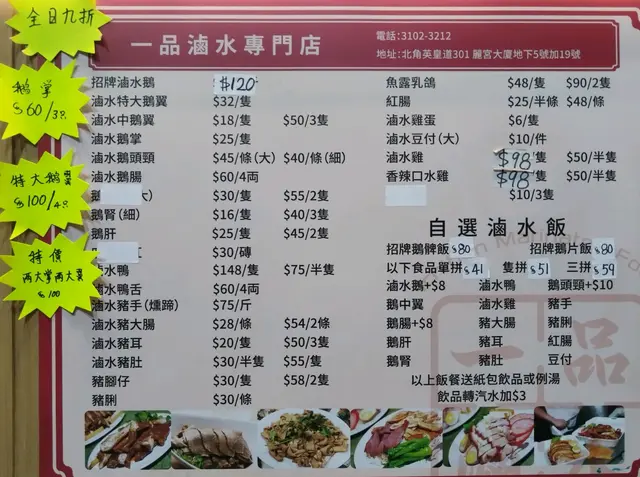 全日九折
鵝掌
$60/3只
特大鵝翼
$100/4只
特價
両大掌両大翼
$100
一品滷水專門店
電話:3102-3212
地址:北角英皇道301 麗宮大廈地下5號加19號
招牌滷水鵝 $120
滷水特大鵝翼 $32/隻
滷水中鵝翼 $18/隻 $50/3隻
滷水鵝掌 $25/隻
滷水鵝頭頸 $45/條(大) $40/條(細)
滷水鵝腸 $60/4両
鵝 大) $30/隻 $55/2隻
鵝腎(細) $16/隻 $40/3隻
鵝肝 $25/隻 $45/2隻
$30/磚
滷水鴨 $148/隻 $75/半隻
滷水鴨舌 $60/4両
滷水豬手(燻蹄) $75/斤
滷水豬大腸 $28/條 $54/2條
滷水豬耳 $20/隻 $50/3隻
滷水豬肚 $30/半隻 $55/隻
豬腳仔 $30/隻 $58/2隻
豬脷 $30/條
魚露乳鴿 $48/隻 $90/2隻
紅腸 $25/半條 $48/條
滷水雞蛋 $6/隻
滷水豆付(大) $10/件
滷水雞 $98/隻 $50/半隻
香辣口水雞 $98/隻 $50/半隻
$10/3隻
自選滷水飯
招牌鵝髀飯 $80 招牌鵝片飯 $80
以下食品單拼 $41 隻拼 $51 三拼 $59
滷水鵝+$8 滷水鴨 鵝頭頸+$10
鵝中翼 滷水雞 豬手
鵝腸+$8 豬大腸 豬脷
鵝肝 豬耳 紅腸
鵝腎 豬肚 豆付
以上飯餐送紙包飲品或例湯
飲品轉汽水加$3